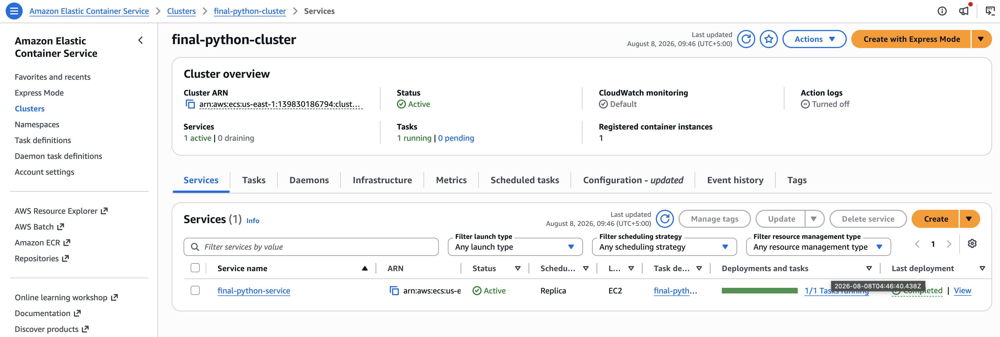 Amazon Elastic Container Service > Clusters > final-python-cluster > Services
Amazon Elastic
Container Service
Favorites and recents
Express Mode
Clusters
Namespaces
Task definitions
Daemon task definitions
Account settings
AWS Resource Explorer
AWS Batch
Amazon ECR
Repositories
Online learning workshop
Documentation
Discover products
final-python-cluster
Last updated
August 8, 2026, 09:46 (UTC+5:00)
Actions
Create with Express Mode
Cluster overview
Cluster ARN
arn:aws:ecs:us-east-1:139830186794:clust...
Status
Active
CloudWatch monitoring
Default
Action logs
Turned off
Services
1 active | 0 draining
Tasks
1 running | 0 pending
Registered container instances
1
Services Tasks Daemons Infrastructure Metrics Scheduled tasks Configuration - updated Event history Tags
Services (1) Info
Last updated
August 8, 2026, 09:46 (UTC+5:00)
Manage tags
Update
Delete service
Create
Filter services by value
Filter launch type
Any launch type
Filter scheduling strategy
Any scheduling strategy
Filter resource management type
Any resource management type
1
Service name ARN Status Schedu... L... Task de... Deployments and tasks Last deployment
2026-08-08T04:46:40.438Z
final-python-service arn:aws:ecs:us-e Active Replica EC2 final-pyth... 1/1 Tasks running Completed | View